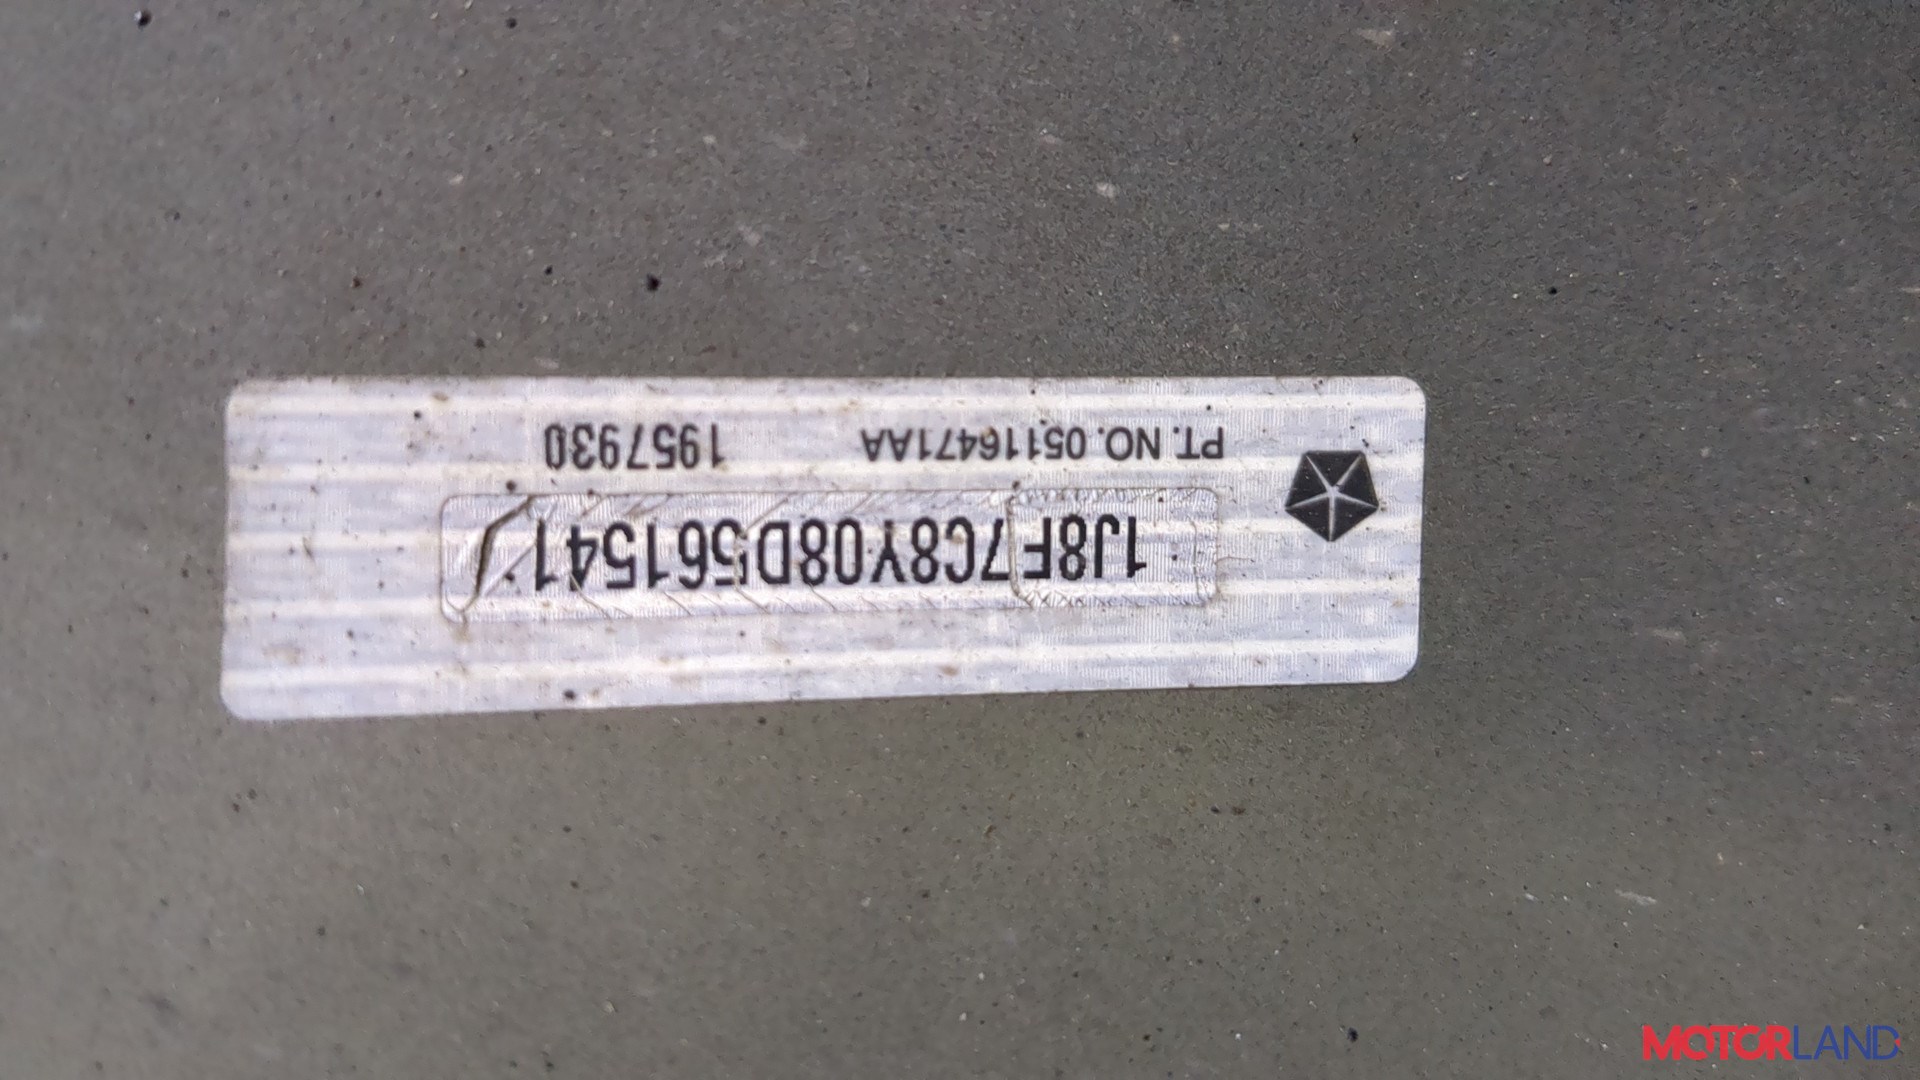 1J8F7C8Y08D561541
PT. NO. 05116471AA 1957930
MOTORLAND